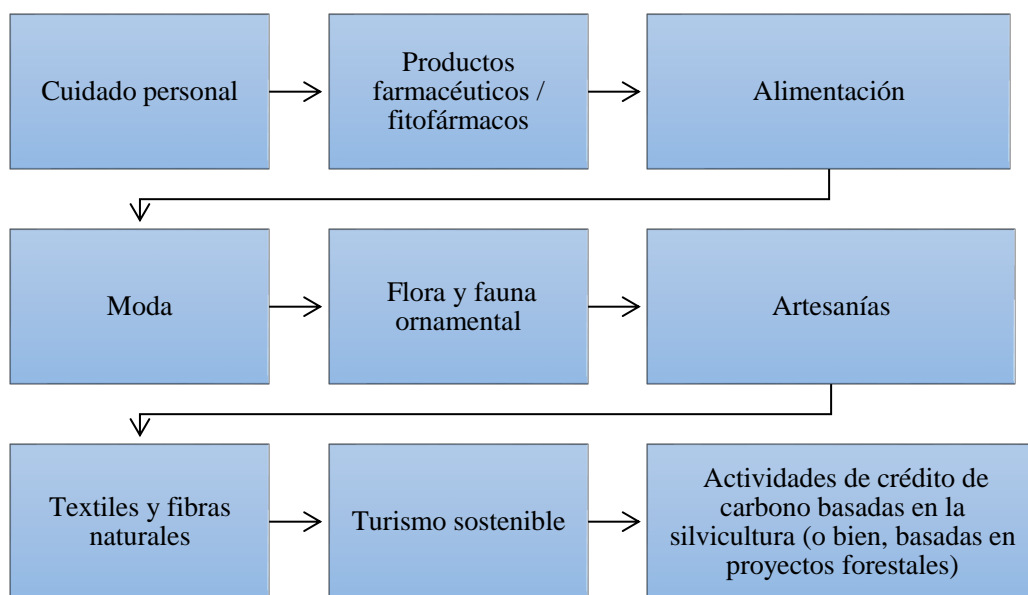 Cuidado personal
Productos
farmacéuticos /
fitofármacos
Alimentación
Moda
Flora y fauna
ornamental
Artesanías
Textiles y fibras
naturales
Turismo sostenible
Actividades de crédito de
carbono basadas en la
silvicultura (o bien, basadas en
proyectos forestales)